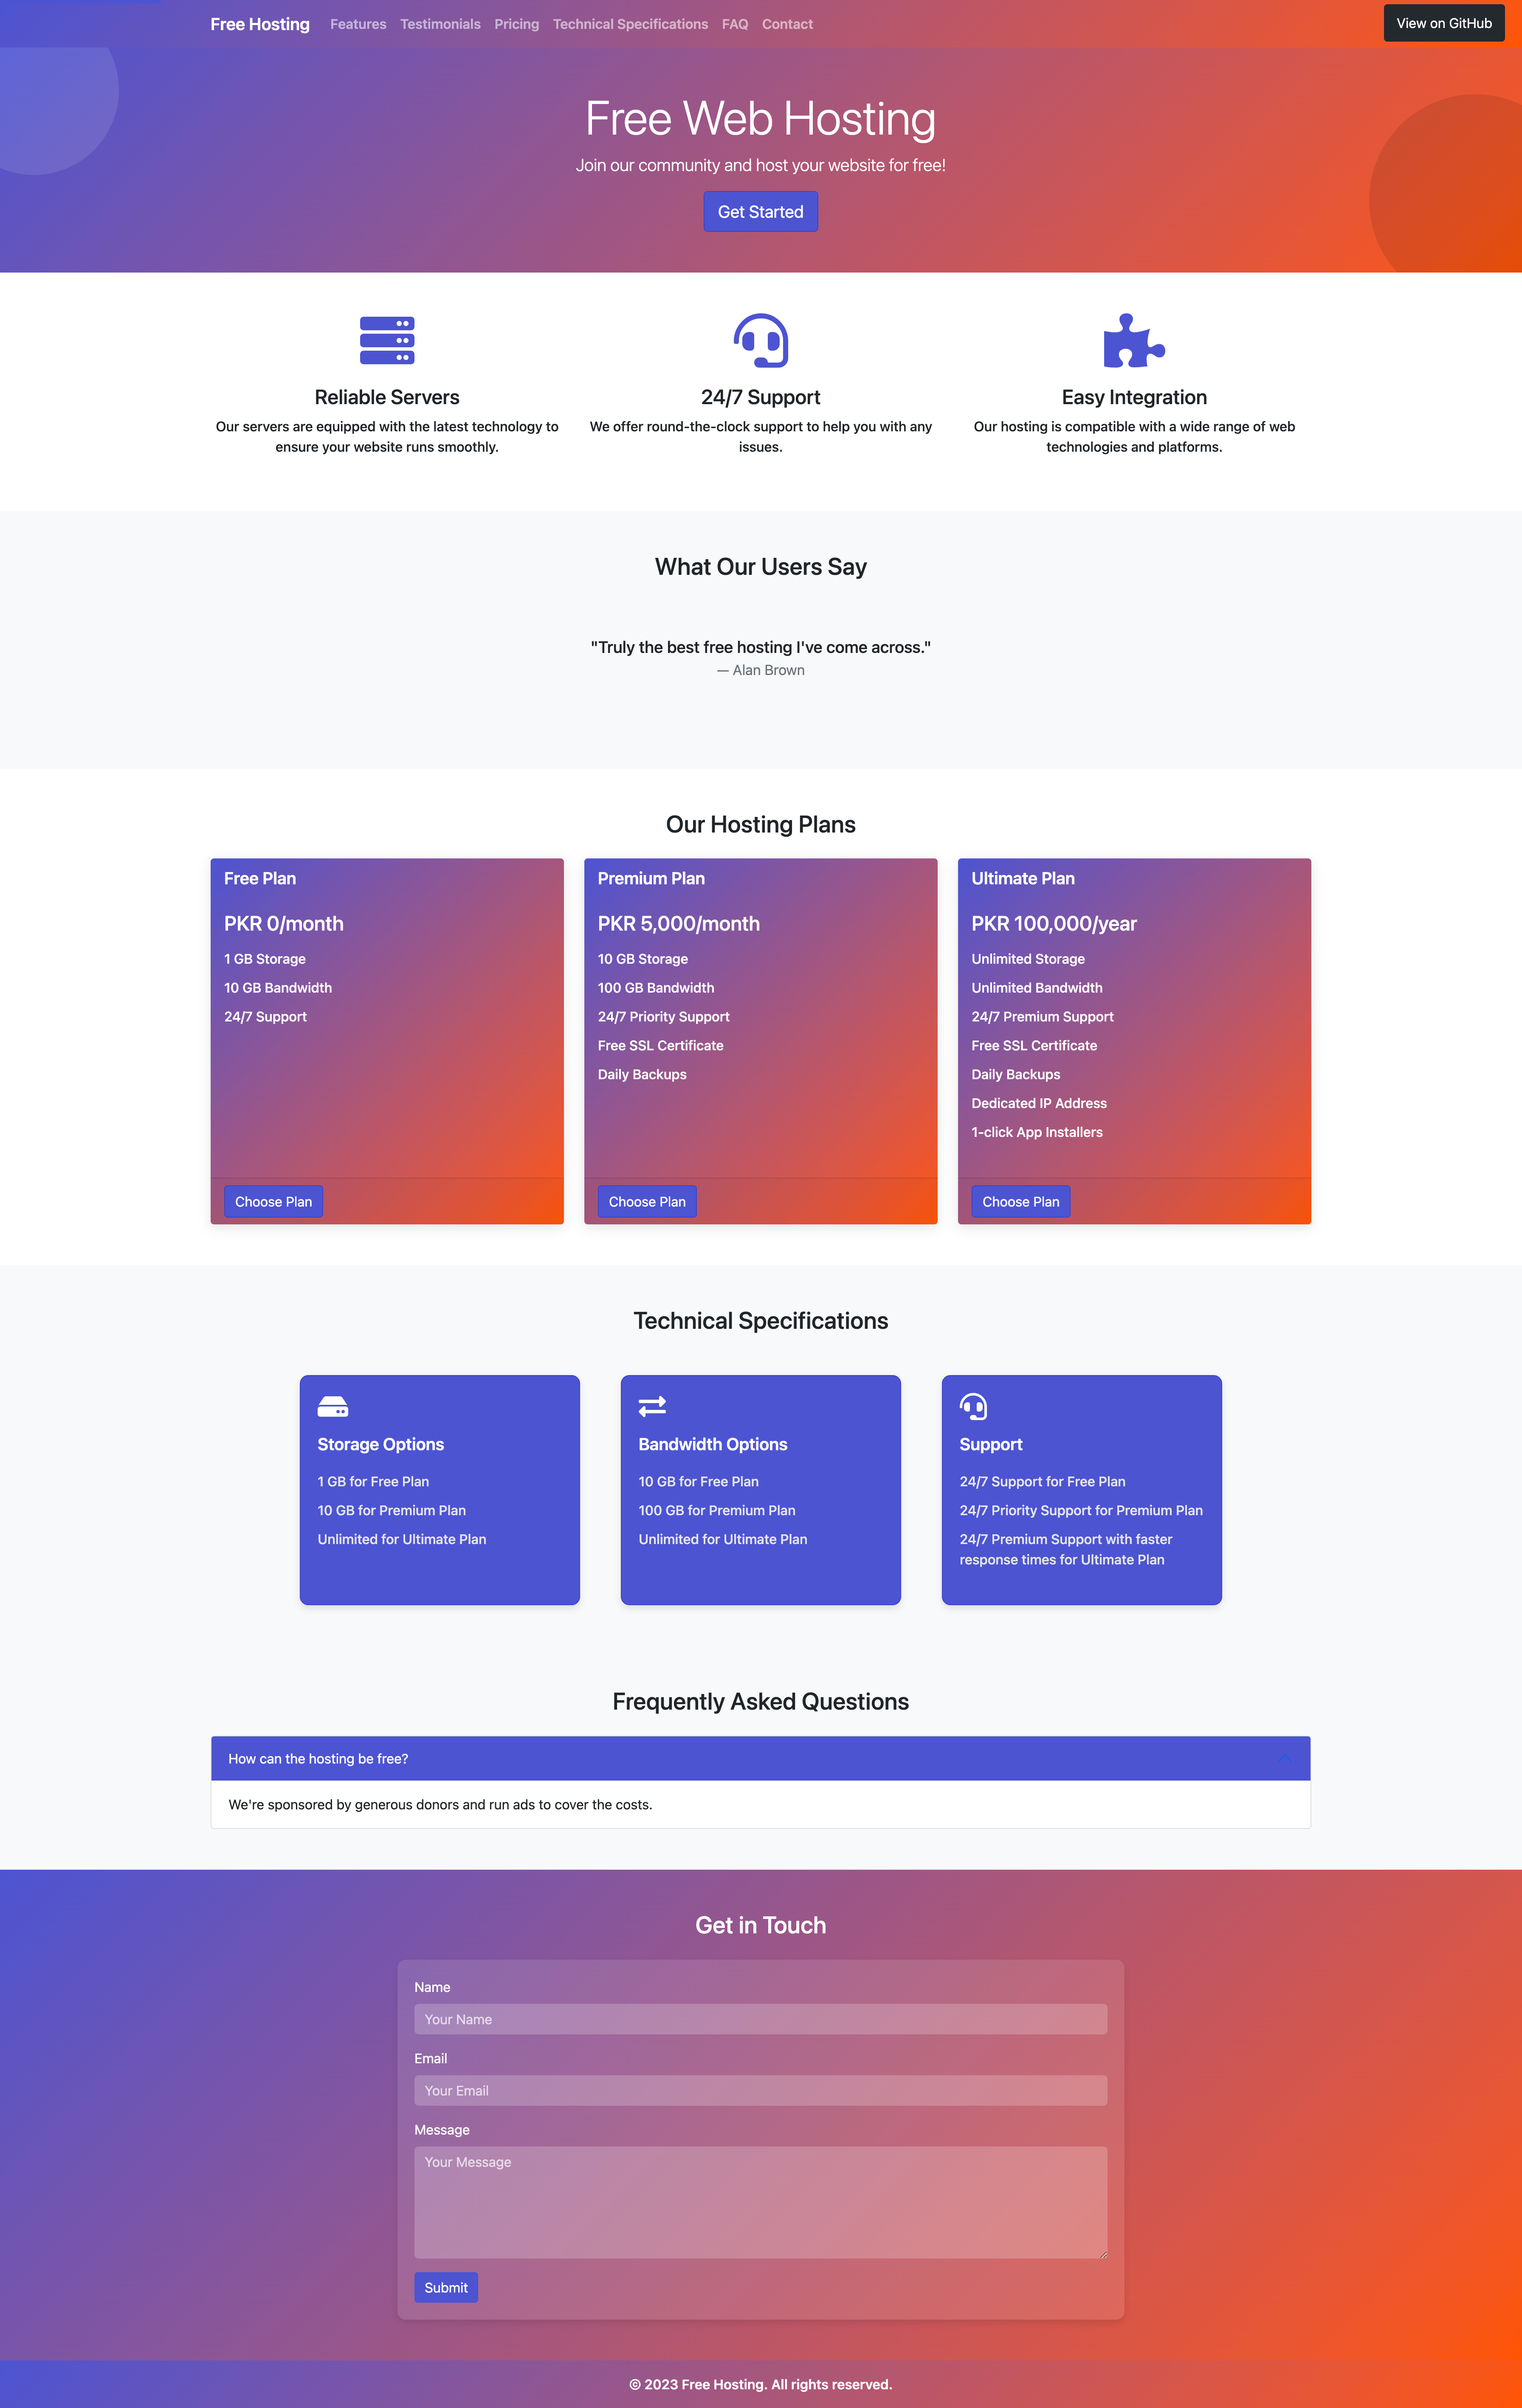 Free Hosting Features Testimonials Pricing Technical Specifications FAQ Contact View on GitHub
Free Web Hosting
Join our community and host your website for free!
Get Started
Reliable Servers
Our servers are equipped with the latest technology to
ensure your website runs smoothly.
24/7 Support
We offer round-the-clock support to help you with any
issues.
Easy Integration
Our hosting is compatible with a wide range of web
technologies and platforms.
What Our Users Say
"Truly the best free hosting I've come across."
— Alan Brown
Our Hosting Plans
Free Plan
PKR 0/month
1 GB Storage
10 GB Bandwidth
24/7 Support
Choose Plan
Premium Plan
PKR 5,000/month
10 GB Storage
100 GB Bandwidth
24/7 Priority Support
Free SSL Certificate
Daily Backups
Choose Plan
Ultimate Plan
PKR 100,000/year
Unlimited Storage
Unlimited Bandwidth
24/7 Premium Support
Free SSL Certificate
Daily Backups
Dedicated IP Address
1-click App Installers
Choose Plan
Technical Specifications
Storage Options
1 GB for Free Plan
10 GB for Premium Plan
Unlimited for Ultimate Plan
Bandwidth Options
10 GB for Free Plan
100 GB for Premium Plan
Unlimited for Ultimate Plan
Support
24/7 Support for Free Plan
24/7 Priority Support for Premium Plan
24/7 Premium Support with faster
response times for Ultimate Plan
Frequently Asked Questions
How can the hosting be free?
We're sponsored by generous donors and run ads to cover the costs.
Get in Touch
Name
Your Name
Email
Your Email
Message
Your Message
Submit
© 2023 Free Hosting. All rights reserved.